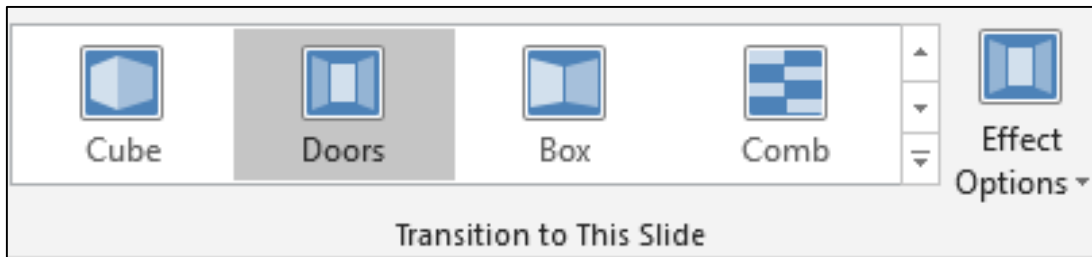 Cube
Doors
Box
Comb
Effect
Options
Transition to This Slide